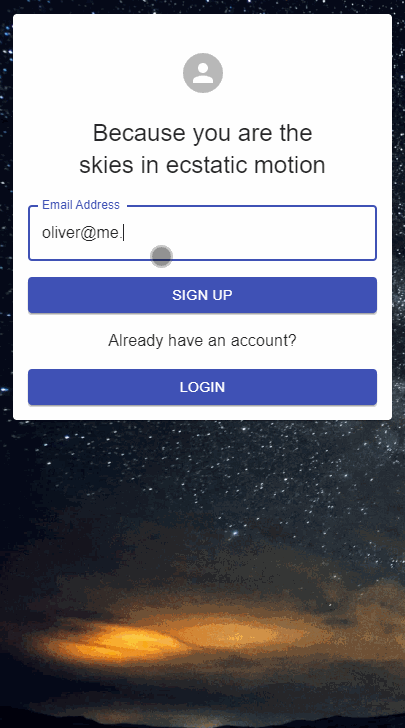 Because you are the
skies in ecstatic motion
Email Address
oliver@me.
SIGN UP
Already have an account?
LOGIN